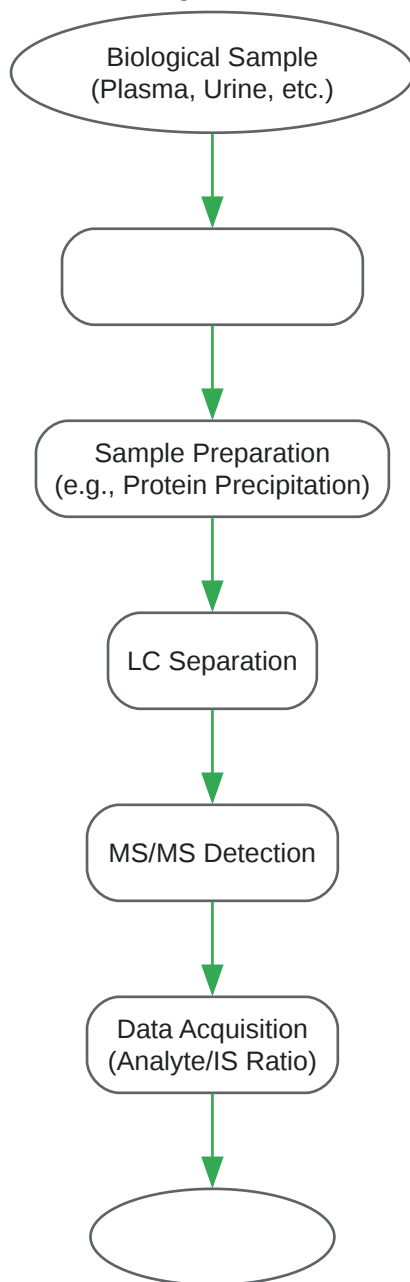 Biological Sample
(Plasma, Urine, etc.)
Sample Preparation
(e.g., Protein Precipitation)
LC Separation
MS/MS Detection
Data Acquisition
(Analyte/IS Ratio)